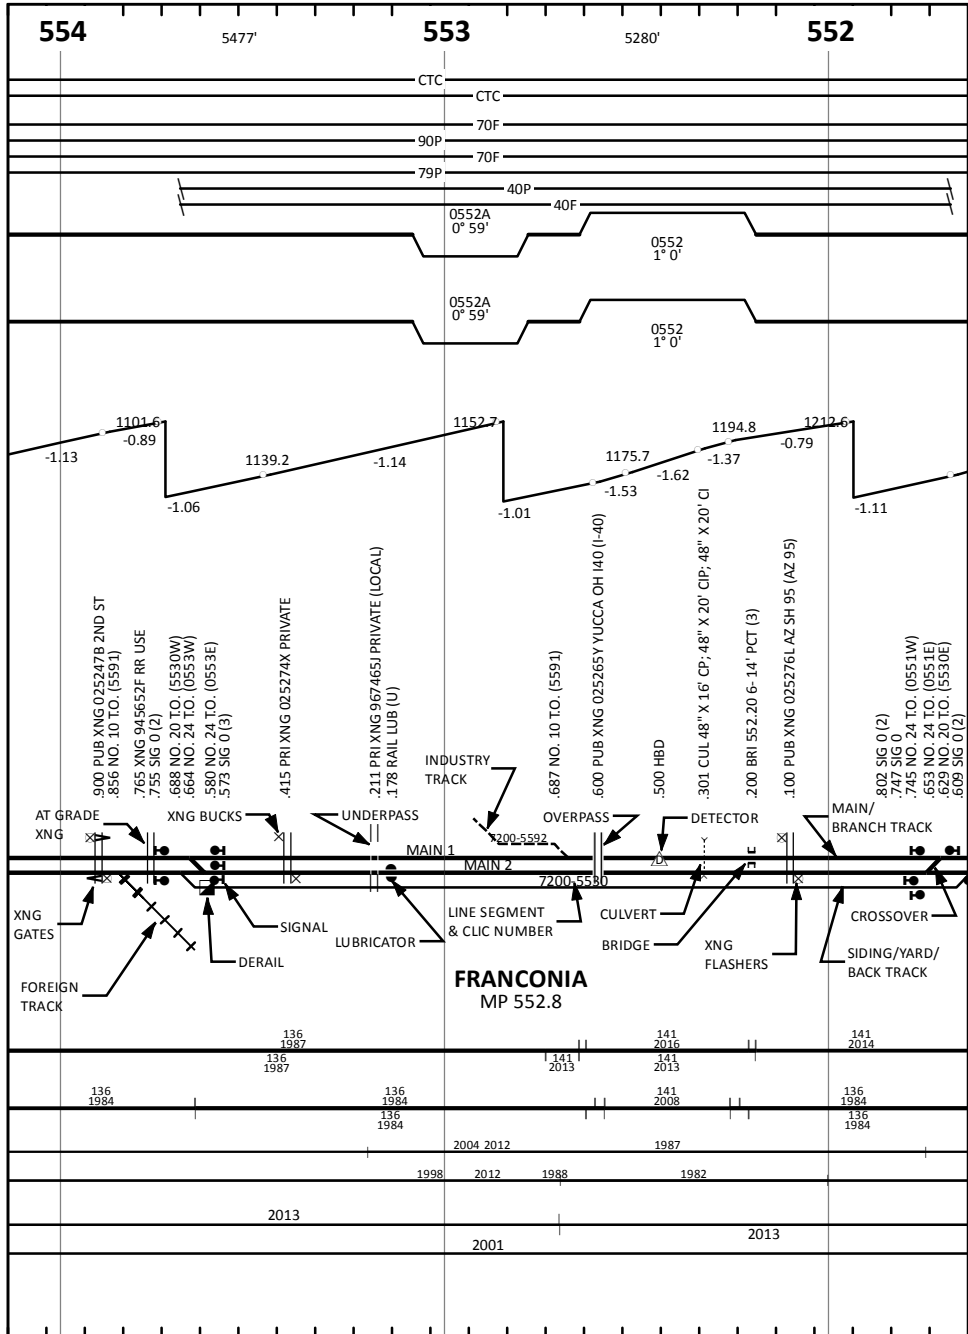 554
5477'
553
5280'
552
CTC
CTC
70F
90P
70F
79P
40P
40F
0552A
0° 59'
0552
1° 0'
0552A
0° 59'
0552
1° 0'
1101.6
-0.89
-1.13
1139.2
-1.06
1152.7
-1.14
1175.7
-1.01
-1.53
-1.62
1194.8
-1.37
1212.6
-0.79
-1.11
.900 PUB XNG 025247B 2ND ST
.856 NO. 10 T.O. (5591)
.765 XNG 945652F RR USE
.755 SIG 0 (2)
.688 NO. 20 T.O. (5530W)
.664 NO. 24 T.O. (0553W)
.580 NO. 24 T.O. (0553E)
.573 SIG 0 (3)
.415 PRI XNG 025274X PRIVATE
.211 PRI XNG 967465J PRIVATE (LOCAL)
.178 RAIL LUB (U)
.687 NO. 10 T.O. (5591)
.600 PUB XNG 025265Y YUCCA OH I40 (I-40)
.500 HBD
.301 CUL 48" X 16' CP; 48" X 20' CIP; 48" X 20' CI
.200 BRI 552.20 6- 14' PCT (3)
.100 PUB XNG 025276L AZ SH 95 (AZ 95)
.802 SIG 0 (2)
.747 SIG 0
.745 NO. 24 T.O. (0551W)
.653 NO. 24 T.O. (0551E)
.629 NO. 20 T.O. (5530E)
.609 SIG 0 (2)
AT GRADE
XNG
XNG BUCKS
UNDERPASS
INDUSTRY
TRACK
OVERPASS
DETECTOR
MAIN/
BRANCH TRACK
7200-5592
MAIN 1
MAIN 2
D
7200-5530
XNG
GATES
FOREIGN
TRACK
SIGNAL
DERAIL
LUBRICATOR
LINE SEGMENT
& CLIC NUMBER
CULVERT
BRIDGE
XNG
FLASHERS
CROSSOVER
SIDING/YARD/
BACK TRACK
FRANCONIA
MP 552.8
136
1987
141
2016
141
2014
136
1987
141
2013
141
2013
136
1984
136
1984
141
2008
136
1984
136
1984
136
1984
2004 2012
1987
1998
2012
1988
1982
2013
2013
2001